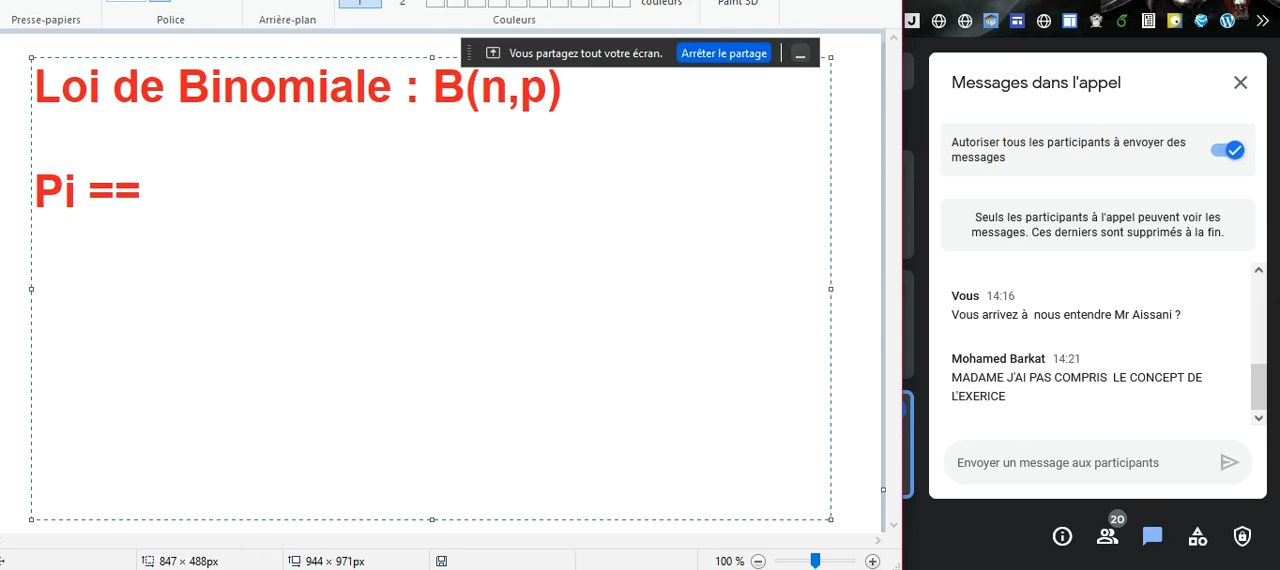 Presse-papiers
Police
Arrière-plan
1
2
Couleurs
couleurs
Paint 3D
Vous partagez tout votre écran.
Arrêter le partage
Loi de Binomiale : B(n,p)
Pi ==
847 × 488px
944 × 971px
100 %
Messages dans l'appel
Autoriser tous les participants à envoyer des
messages
Seuls les participants à l'appel peuvent voir les
messages. Ces derniers sont supprimés à la fin.
Vous 14:16
Vous arrivez à nous entendre Mr Aissani ?
Mohamed Barkat 14:21
MADAME J'AI PAS COMPRIS LE CONCEPT DE
L'EXERICE
Envoyer un message aux participants
20